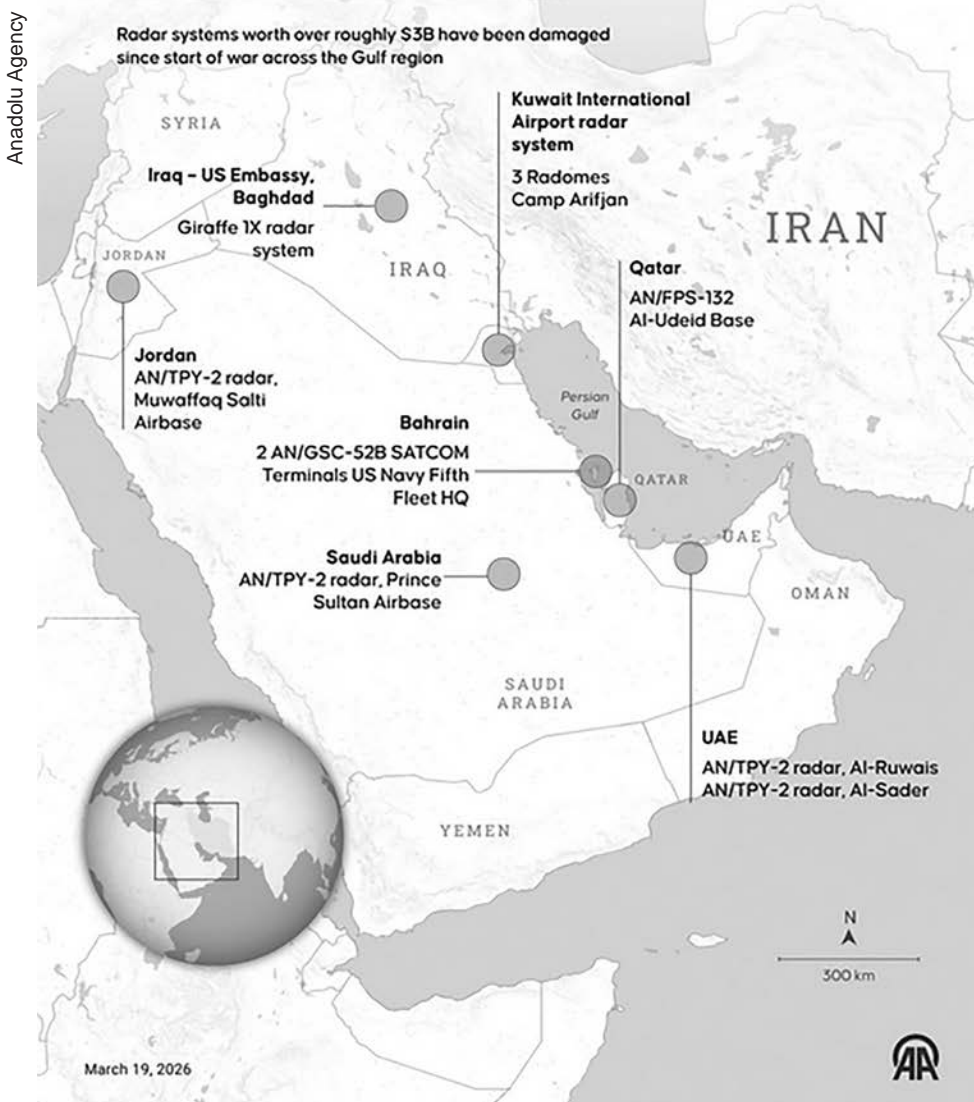 Anadolu Agency
Radar systems worth over roughly $3B have been damaged
since start of war across the Gulf region
Kuwait International
Airport radar
system
3 Radomes
Camp Arifjan
SYRIA
Iraq – US Embassy,
Baghdad
Giraffe 1X radar
system
IRAN
JORDAN
IRAQ
Qatar
AN/FPS-132
Al-Udeid Base
Jordan
AN/TPY-2 radar,
Muwaffaq Salti
Airbase
Persian
Gulf
Bahrain
2 AN/GSC-52B SATCOM
Terminals US Navy Fifth
Fleet HQ
QATAR
UAE
Saudi Arabia
AN/TPY-2 radar, Prince
Sultan Airbase
OMAN
SAUDI
ARABIA
UAE
AN/TPY-2 radar, Al-Ruwais
AN/TPY-2 radar, Al-Sader
YEMEN
N
300 km
March 19, 2026
AA